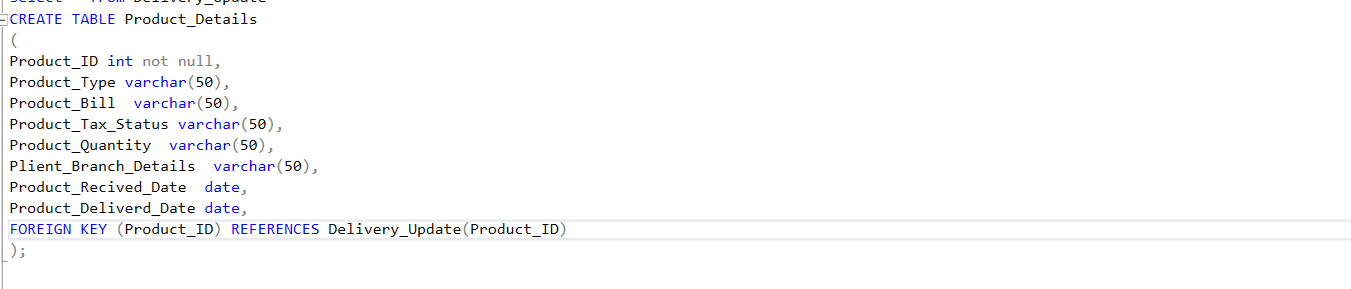 CREATE TABLE Product_Details
(
Product_ID int not null,
Product_Type varchar(50),
Product_Bill  varchar(50),
Product_Tax_Status varchar(50),
Product_Quantity  varchar(50),
Plient_Branch_Details  varchar(50),
Product_Recived_Date  date,
Product_Deliverd_Date date,
FOREIGN KEY (Product_ID) REFERENCES Delivery_Update(Product_ID)
);